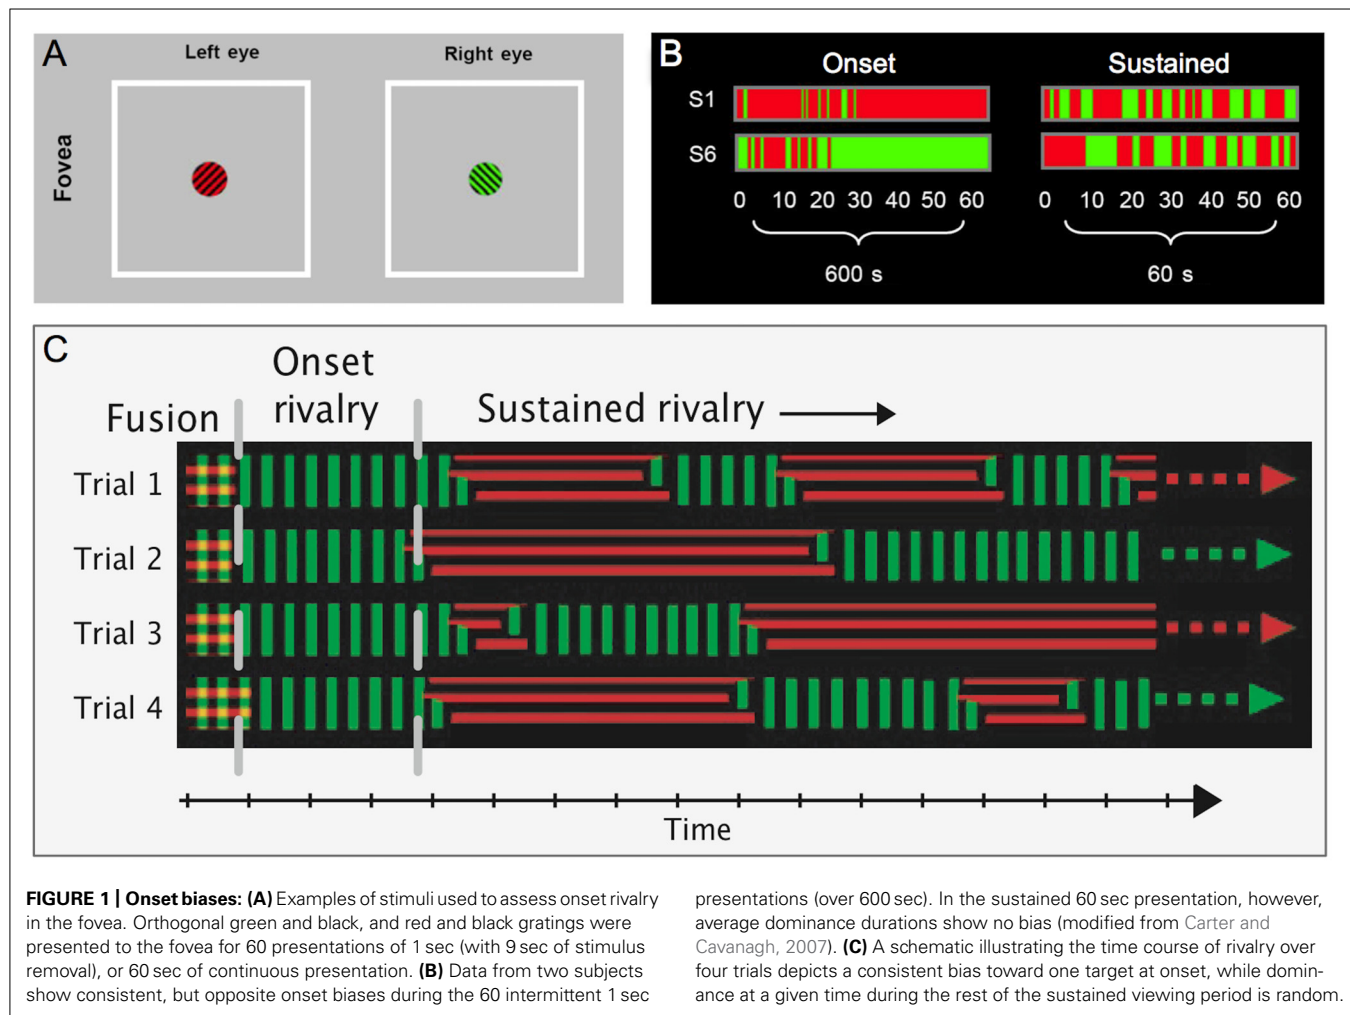 A
Left eye
Right eye
Fovea
B
Onset
Sustained
S1
S6
0 10 20 30 40 50 60
0 10 20 30 40 50 60
600 s
60 s
C
Fusion
Onset
rivalry
Sustained rivalry
Trial 1
Trial 2
Trial 3
Trial 4
Time
FIGURE 1 | Onset biases: (A) Examples of stimuli used to assess onset rivalry
in the fovea. Orthogonal green and black, and red and black gratings were
presented to the fovea for 60 presentations of 1 sec (with 9 sec of stimulus
removal), or 60 sec of continuous presentation. (B) Data from two subjects
show consistent, but opposite onset biases during the 60 intermittent 1 sec
presentations (over 600 sec). In the sustained 60 sec presentation, however,
average dominance durations show no bias (modified from Carter and
Cavanagh, 2007). (C) A schematic illustrating the time course of rivalry over
four trials depicts a consistent bias toward one target at onset, while domin-
ance at a given time during the rest of the sustained viewing period is random.